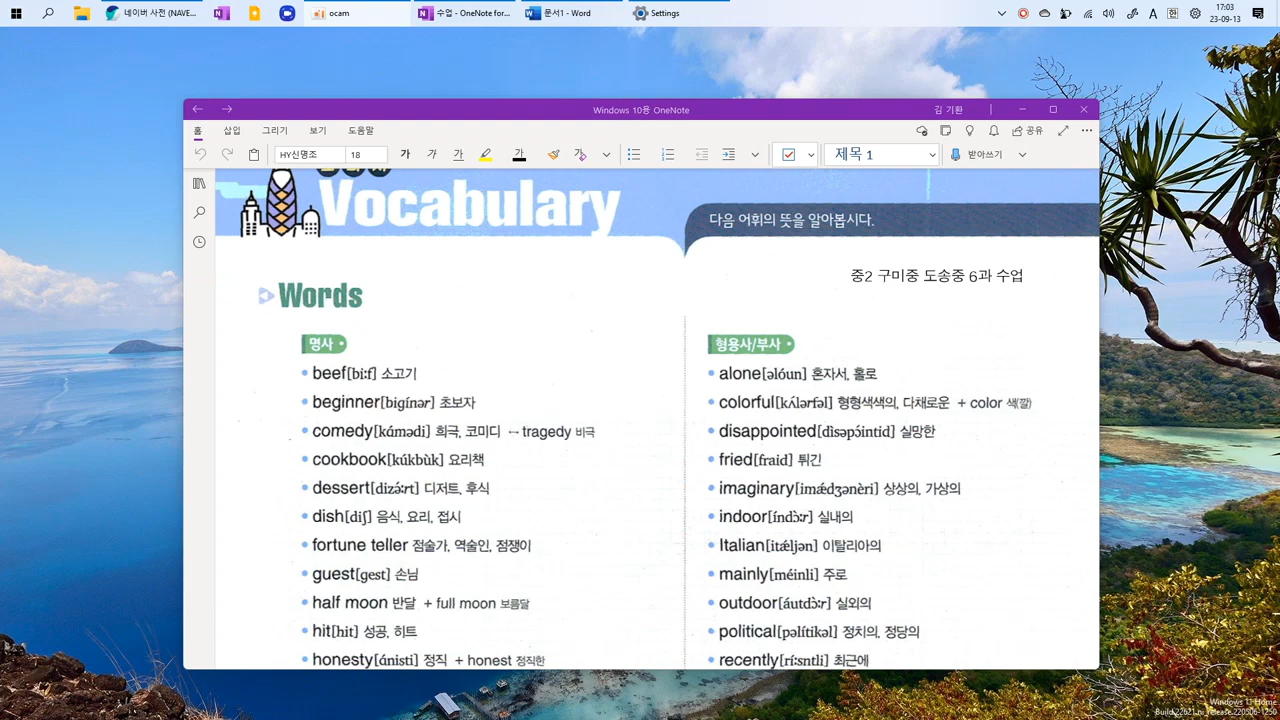 네이버 사전 (NAVE...
ocam
수업 - OneNote for...
문서1 - Word
Settings
A
한
17:03
23-09-13
Windows 10용 OneNote
김 기환
홈
삽입
그리기
보기
도움말
공유
HY신명조
18
가
가
가
가
제목 1
받아쓰기
Vocabulary
다음 어휘의 뜻을 알아봅시다.
중2 구미중 도송중 6과 수업
Words
명사
beef[biːf] 소고기
beginner[bigínər] 초보자
comedy[kάmədi] 희극, 코미디 ↔ tragedy 비극
cookbook[kúkbùk] 요리책
dessert[dizə́ːrt] 디저트, 후식
dish[diʃ] 음식, 요리, 접시
fortune teller 점술가, 역술인, 점쟁이
guest[gest] 손님
half moon 반달 + full moon 보름달
hit[hit] 성공, 히트
honesty[άnisti] 정직 + honest 정직한
형용사/부사
alone[əlóun] 혼자서, 홀로
colorful[kʌ́lərfəl] 형형색색의, 다채로운 + color 색(깔)
disappointed[dìsəpɔ́intid] 실망한
fried[fraid] 튀긴
imaginary[imǽdʒənèri] 상상의, 가상의
indoor[índɔ̀ːr] 실내의
Italian[itǽljən] 이탈리아의
mainly[méinli] 주로
outdoor[áutdɔ̀ːr] 실외의
political[pəlítikəl] 정치의, 정당의
recently[ríːsntli] 최근에
Windows 11 Home
Build 22621.ni_release.220506-1250